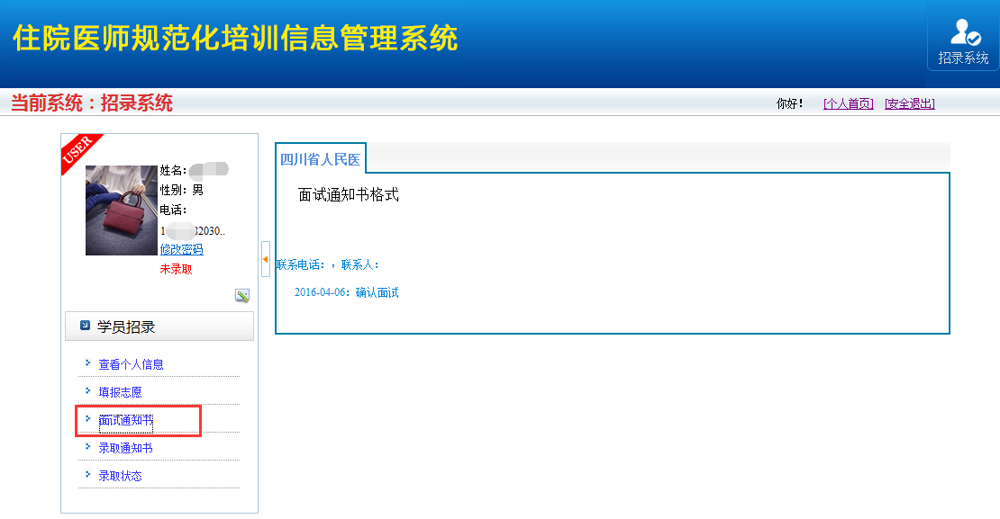 住院医师规范化培训信息管理系统
招录系统
当前系统：招录系统
你好！ [个人首页] [安全退出]
USER
姓名：
性别：男
电话：
1 2030..
修改密码
未录取
学员招录
查看个人信息
填报志愿
面试通知书
录取通知书
录取状态
四川省人民医
面试通知书格式
联系电话：，联系人：
2016-04-06：确认面试